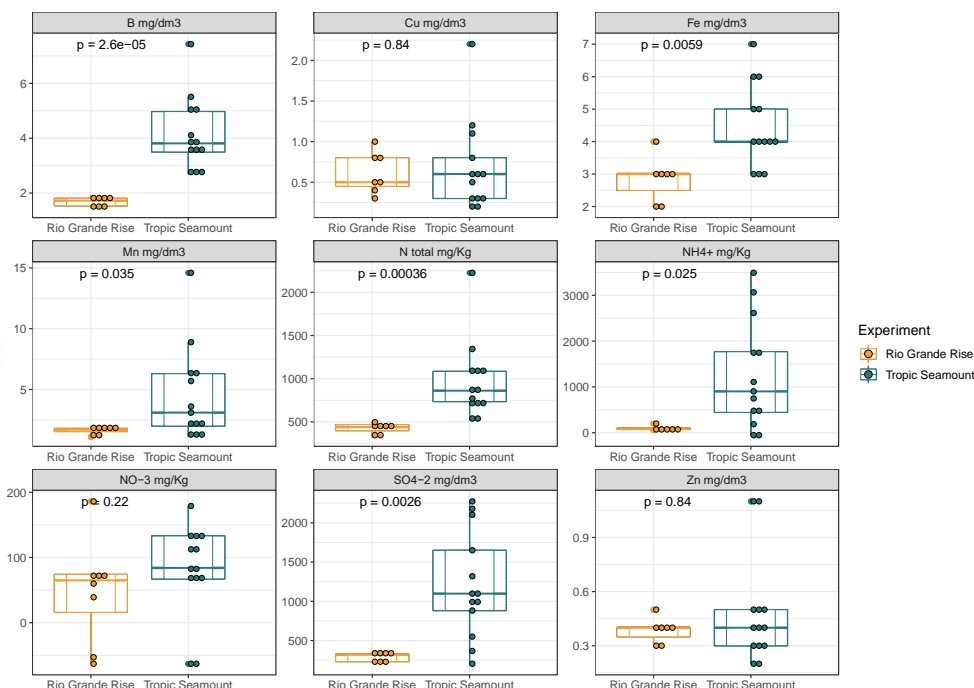 B mg/dm3
Cu mg/dm3
Fe mg/dm3
p = 2.6e−05
p = 0.84
p = 0.0059
6
4
2
2.0
1.5
1.0
0.5
7
6
5
4
3
2
Rio Grande Rise Tropic Seamount
Rio Grande Rise Tropic Seamount
Rio Grande Rise Tropic Seamount
Mn mg/dm3
N total mg/Kg
NH4+ mg/Kg
p = 0.035
p = 0.00036
p = 0.025
15
10
5
2000
1500
1000
500
3000
2000
1000
0
Rio Grande Rise Tropic Seamount
Rio Grande Rise Tropic Seamount
Rio Grande Rise Tropic Seamount
NO−3 mg/Kg
SO4−2 mg/dm3
Zn mg/dm3
p = 0.22
p = 0.0026
p = 0.84
200
100
0
2000
1500
1000
500
0.9
0.6
0.3
Rio Grande Rise Tropic Seamount
Rio Grande Rise Tropic Seamount
Rio Grande Rise Tropic Seamount
Experiment
Rio Grande Rise
Tropic Seamount